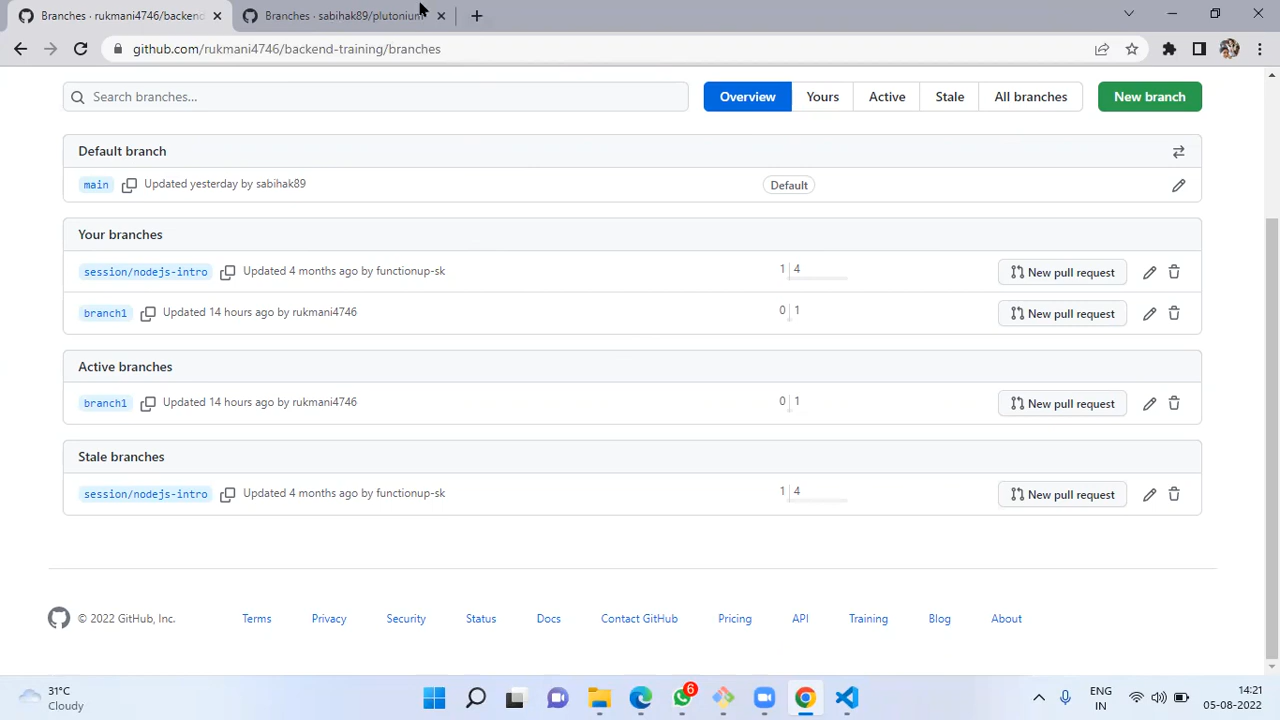 Branches · rukmani4746/backend
Branches · sabihak89/plutonium
github.com/rukmani4746/backend-training/branches
Search branches...
Overview
Yours
Active
Stale
All branches
New branch
Default branch
main Updated yesterday by sabihak89 Default
Your branches
session/nodejs-intro Updated 4 months ago by functionup-sk 1 4 New pull request
branch1 Updated 14 hours ago by rukmani4746 0 1 New pull request
Active branches
branch1 Updated 14 hours ago by rukmani4746 0 1 New pull request
Stale branches
session/nodejs-intro Updated 4 months ago by functionup-sk 1 4 New pull request
© 2022 GitHub, Inc. Terms Privacy Security Status Docs Contact GitHub Pricing API Training Blog About
31°C
Cloudy
6
ENG
IN
14:21
05-08-2022